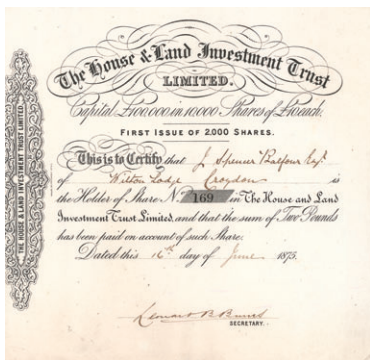 The House & Land Investment Trust
LIMITED.
Capital £100,000 in 10,000 Shares of £10 each.
FIRST ISSUE OF 2,000 SHARES.
This is to Certify that J. Spencer Balfour Esqr.
of Wilton Lodge Croydon is
the Holder of Share No. 169 in The House and Land
Investment Trust Limited, and that the sum of Two Pounds
has been paid on account of such Share.
Dated this 16th day of June 1875.
SECRETARY.
THE HOUSE & LAND INVESTMENT TRUST LIMITED.